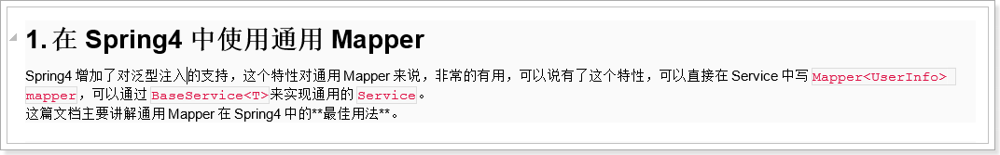 1. 在 Spring4 中使用通用 Mapper
Spring4 增加了对泛型注入的支持，这个特性对通用 Mapper 来说，非常的有用，可以说有了这个特性，可以直接在 Service 中写 Mapper<UserInfo>
mapper，可以通过 BaseService<T>来实现通用的 Service。
这篇文档主要讲解通用 Mapper 在 Spring4 中的**最佳用法**。